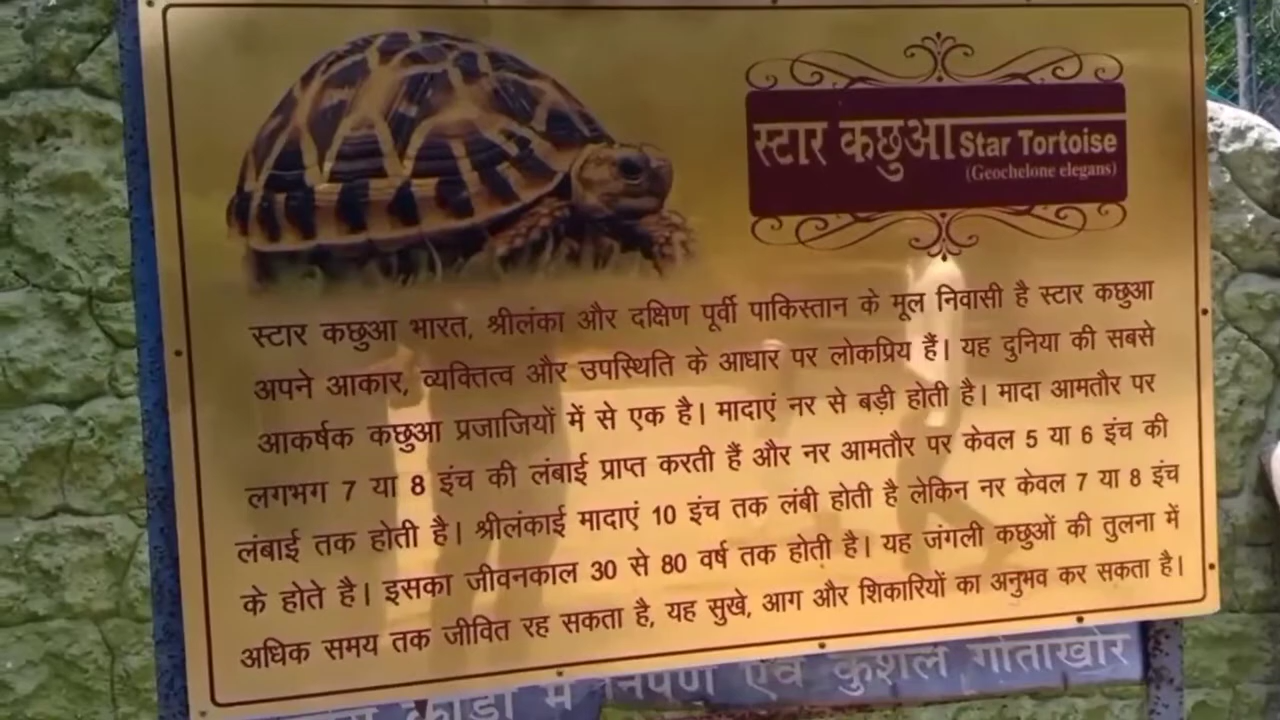 स्टार कछुआ Star Tortoise
(Geochelone elegans)
स्टार कछुआ भारत, श्रीलंका और दक्षिण पूर्वी पाकिस्तान के मूल निवासी है स्टार कछुआ
अपने आकार, व्यक्तित्व और उपस्थिति के आधार पर लोकप्रिय हैं। यह दुनिया की सबसे
आकर्षक कछुआ प्रजाजियों में से एक है। मादाएं नर से बड़ी होती है। मादा आमतौर पर
लगभग 7 या 8 इंच की लंबाई प्राप्त करती हैं और नर आमतौर पर केवल 5 या 6 इंच की
लंबाई तक होती है। श्रीलंकाई मादाएं 10 इंच तक लंबी होती है लेकिन नर केवल 7 या 8 इंच
के होते है। इसका जीवनकाल 30 से 80 वर्ष तक होती है। यह जंगली कछुओं की तुलना में
अधिक समय तक जीवित रह सकता है, यह सुखे, आग और शिकारियों का अनुभव कर सकता है।
में निपुण एवं कुशल गोताखोर